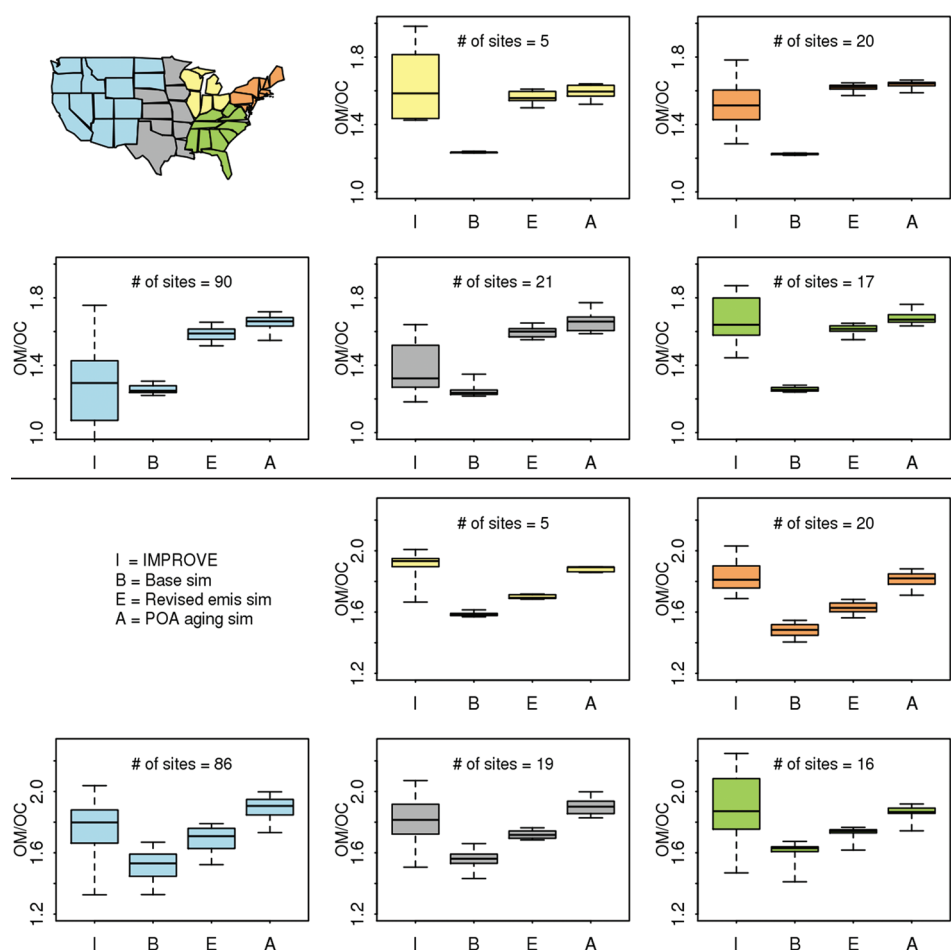 # of sites = 5
OM/OC
1.0 1.4 1.8
I B E A
# of sites = 20
OM/OC
1.0 1.4 1.8
I B E A
# of sites = 90
OM/OC
1.0 1.4 1.8
I B E A
# of sites = 21
OM/OC
1.0 1.4 1.8
I B E A
# of sites = 17
OM/OC
1.0 1.4 1.8
I B E A
I = IMPROVE
B = Base sim
E = Revised emis sim
A = POA aging sim
# of sites = 5
OM/OC
1.2 1.6 2.0
I B E A
# of sites = 20
OM/OC
1.2 1.6 2.0
I B E A
# of sites = 86
OM/OC
1.2 1.6 2.0
I B E A
# of sites = 19
OM/OC
1.2 1.6 2.0
I B E A
# of sites = 16
OM/OC
1.2 1.6 2.0
I B E A